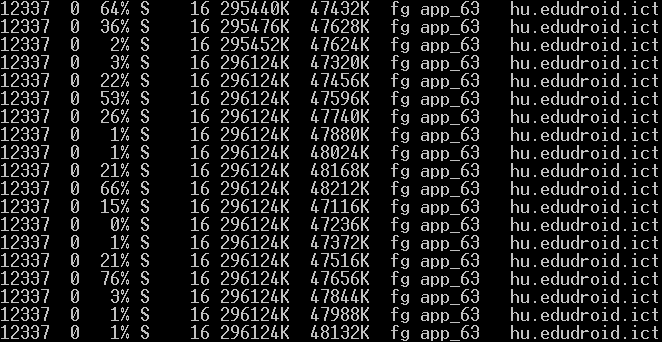 12337 0 64% S 16 295440K 47432K fg app_63 hu.edudroid.ict
12337 0 36% S 16 295476K 47628K fg app_63 hu.edudroid.ict
12337 0 2% S 16 295452K 47624K fg app_63 hu.edudroid.ict
12337 0 3% S 16 296124K 47320K fg app_63 hu.edudroid.ict
12337 0 22% S 16 296124K 47456K fg app_63 hu.edudroid.ict
12337 0 53% S 16 296124K 47596K fg app_63 hu.edudroid.ict
12337 0 26% S 16 296124K 47740K fg app_63 hu.edudroid.ict
12337 0 1% S 16 296124K 47880K fg app_63 hu.edudroid.ict
12337 0 1% S 16 296124K 48024K fg app_63 hu.edudroid.ict
12337 0 21% S 16 296124K 48168K fg app_63 hu.edudroid.ict
12337 0 66% S 16 296124K 48212K fg app_63 hu.edudroid.ict
12337 0 15% S 16 296124K 47116K fg app_63 hu.edudroid.ict
12337 0 0% S 16 296124K 47236K fg app_63 hu.edudroid.ict
12337 0 1% S 16 296124K 47372K fg app_63 hu.edudroid.ict
12337 0 21% S 16 296124K 47516K fg app_63 hu.edudroid.ict
12337 0 76% S 16 296124K 47656K fg app_63 hu.edudroid.ict
12337 0 3% S 16 296124K 47844K fg app_63 hu.edudroid.ict
12337 0 1% S 16 296124K 47988K fg app_63 hu.edudroid.ict
12337 0 1% S 16 296124K 48132K fg app_63 hu.edudroid.ict